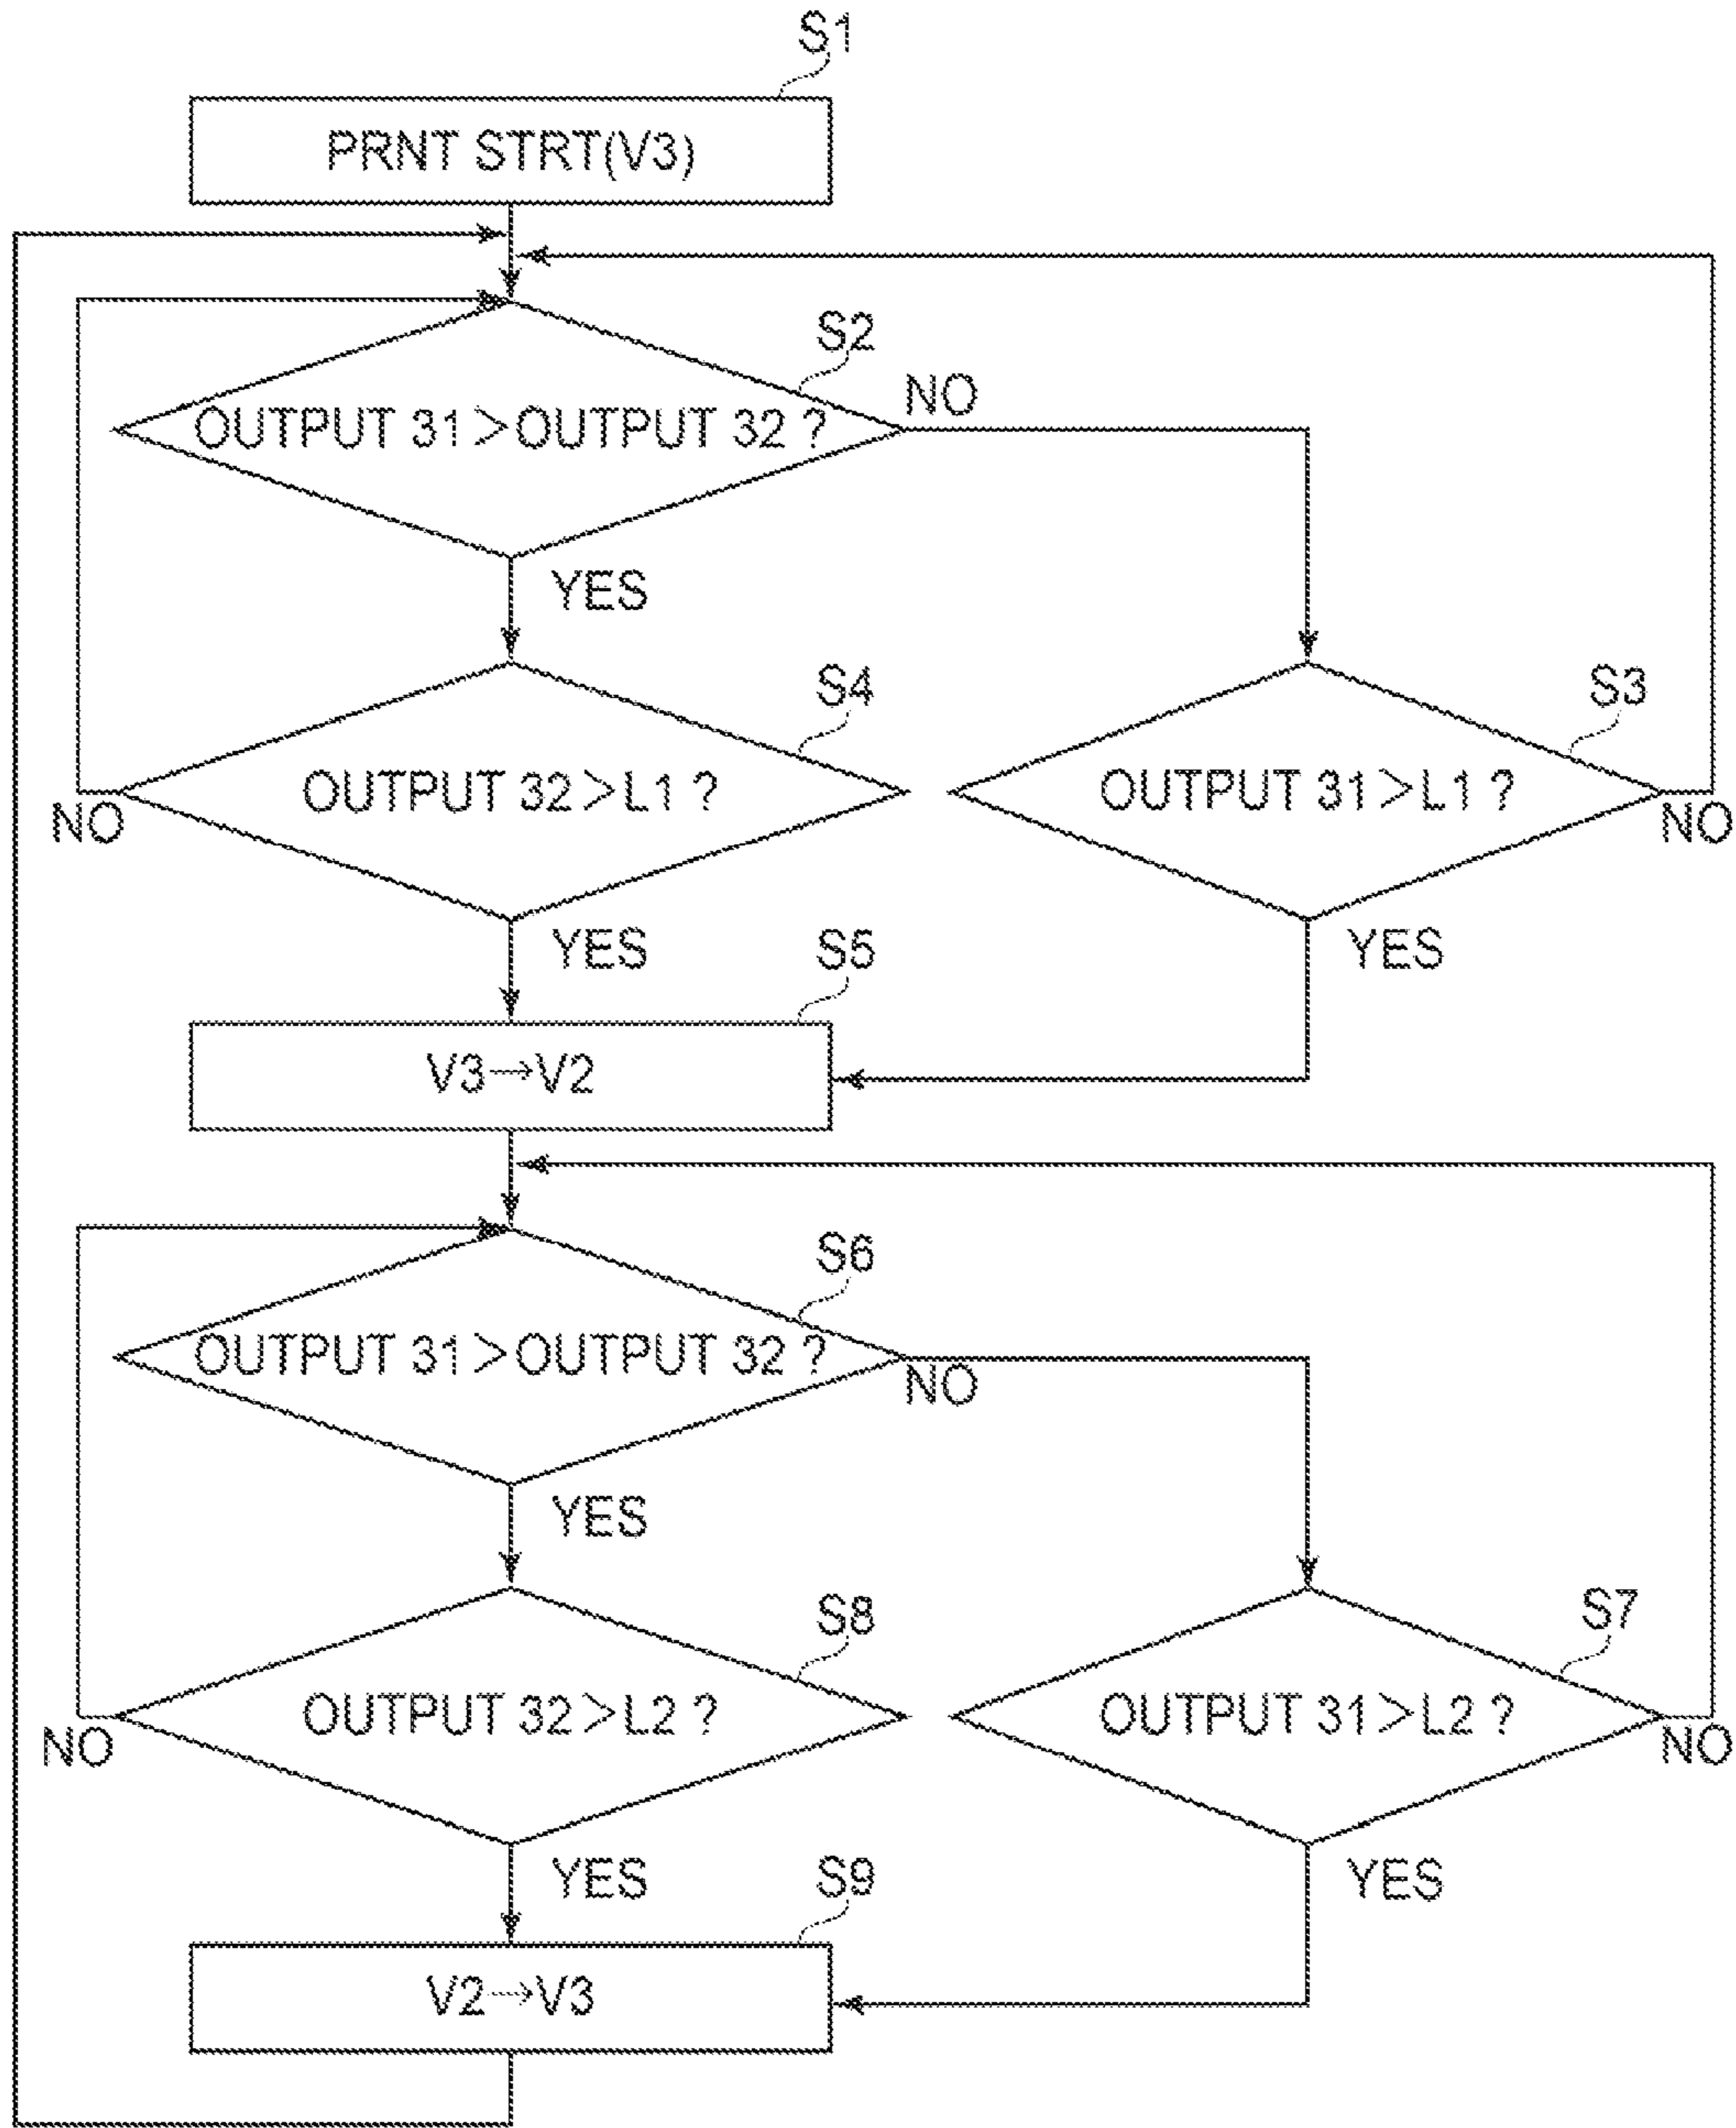 S1
PRNT STRT(V3)
S2
OUTPUT 31>OUTPUT 32 ?
NO
YES
S4
OUTPUT 32>L1 ?
NO
YES
S3
OUTPUT 31>L1 ?
NO
YES
S5
V3→V2
S6
OUTPUT 31>OUTPUT 32 ?
NO
YES
S8
OUTPUT 32>L2 ?
NO
YES
S7
OUTPUT 31>L2 ?
NO
YES
S9
V2→V3